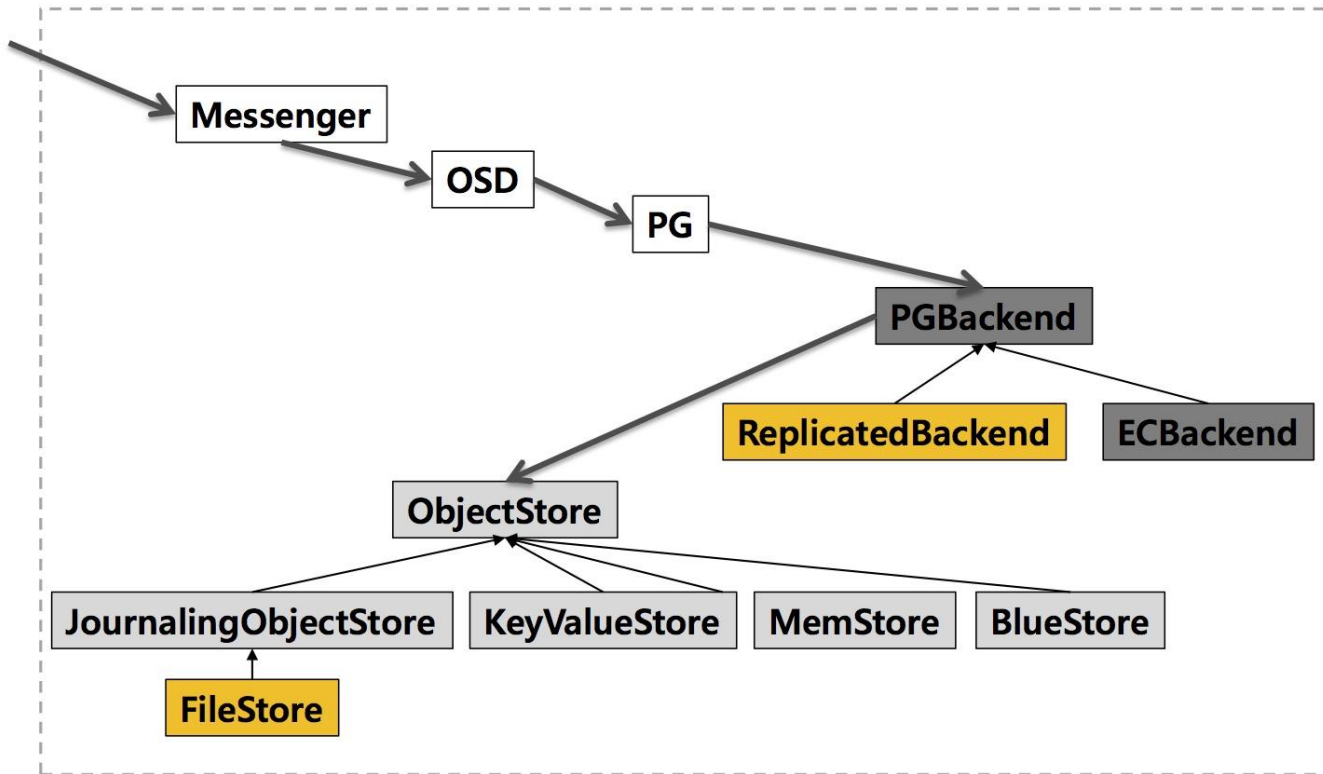 Messenger
OSD
PG
PGBackend
ReplicatedBackend
ECBackend
ObjectStore
JournalingObjectStore
KeyValueStore
MemStore
BlueStore
FileStore